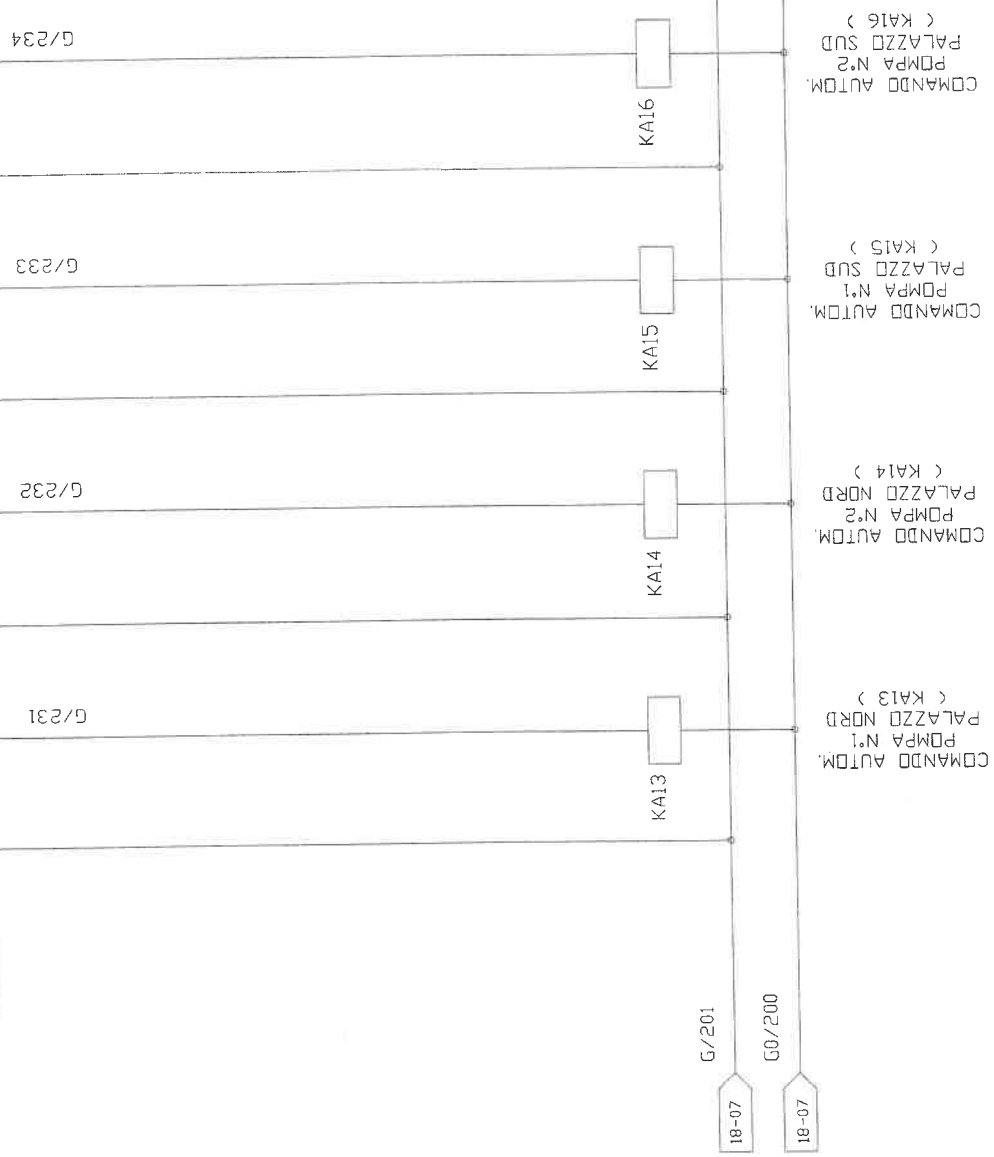 G/234
KA16
COMANDO AUTOM.
POMPA N°2
PALAZZO SUD
( KA16 )
G/233
KA15
COMANDO AUTOM.
POMPA N°1
PALAZZO SUD
( KA15 )
G/232
KA14
COMANDO AUTOM.
POMPA N°2
PALAZZO NORD
( KA14 )
G/231
KA13
COMANDO AUTOM.
POMPA N°1
PALAZZO NORD
( KA13 )
G/201
G0/200
18-07
18-07